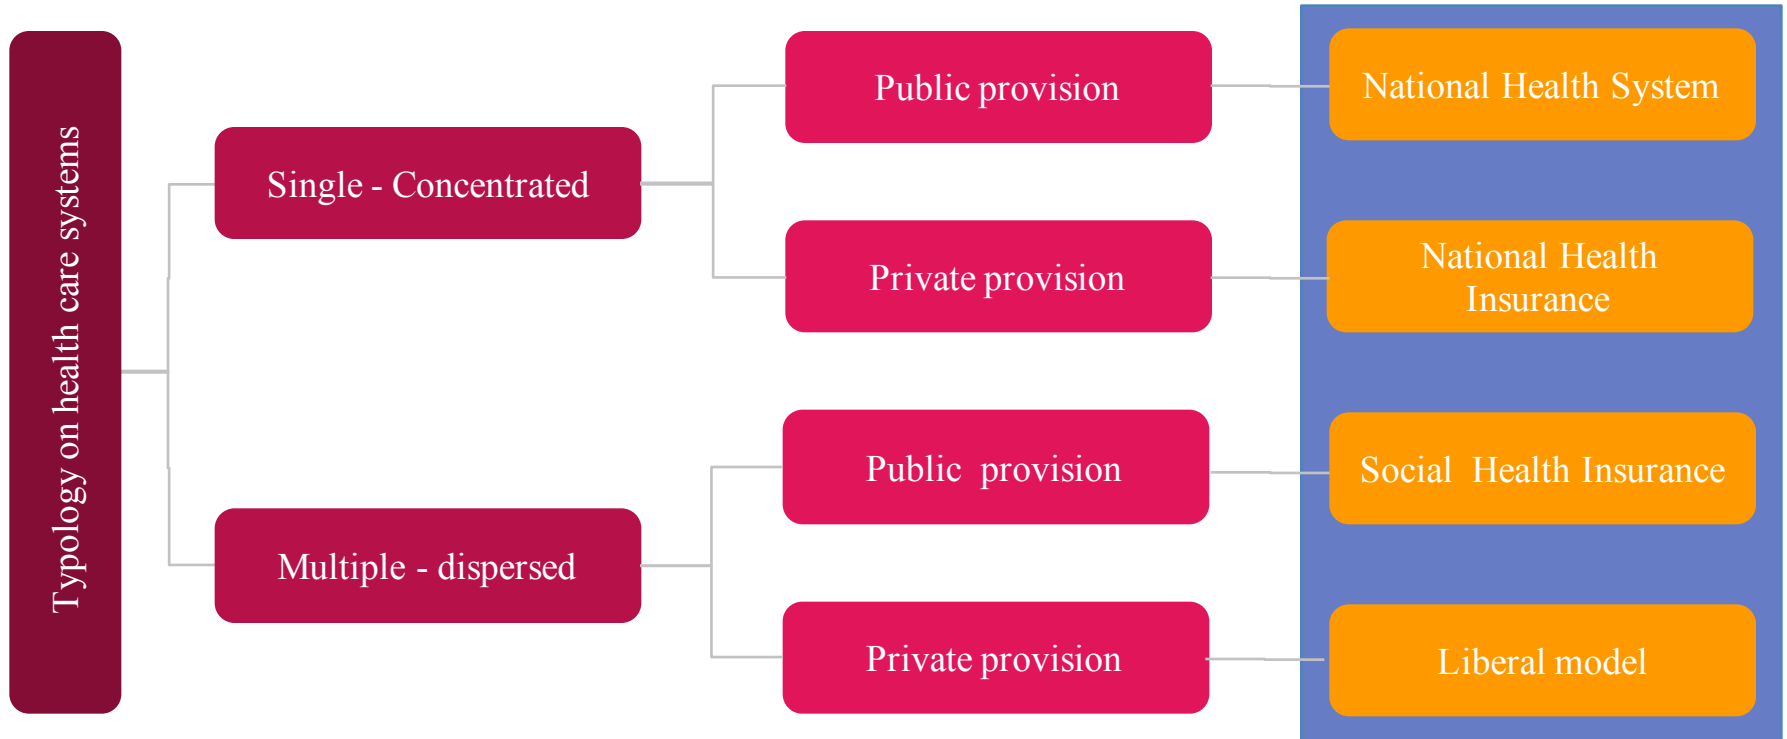 Typology on health care systems
Single - Concentrated
Public provision
National Health System
Private provision
National Health
Insurance
Multiple - dispersed
Public provision
Social Health Insurance
Private provision
Liberal model